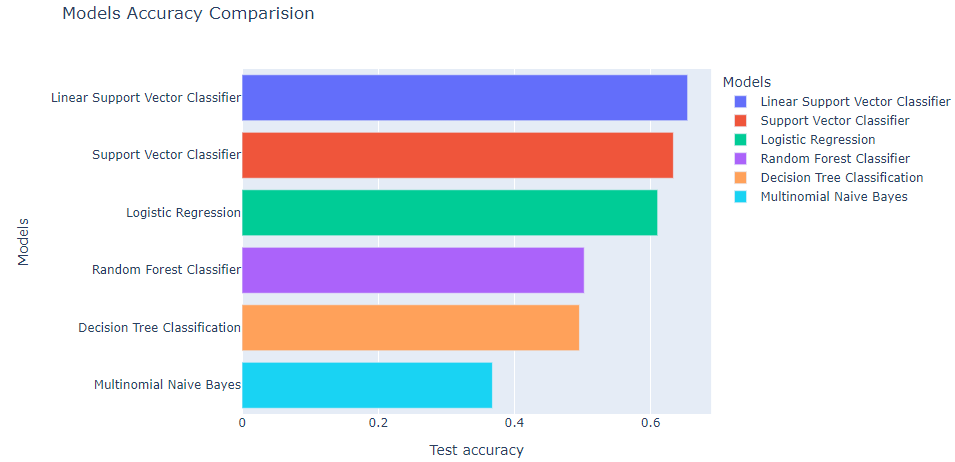 Models Accuracy Comparision
Models
Linear Support Vector Classifier
Support Vector Classifier
Logistic Regression
Random Forest Classifier
Decision Tree Classification
Multinomial Naive Bayes
0 0.2 0.4 0.6
Test accuracy
Models
Linear Support Vector Classifier
Support Vector Classifier
Logistic Regression
Random Forest Classifier
Decision Tree Classification
Multinomial Naive Bayes